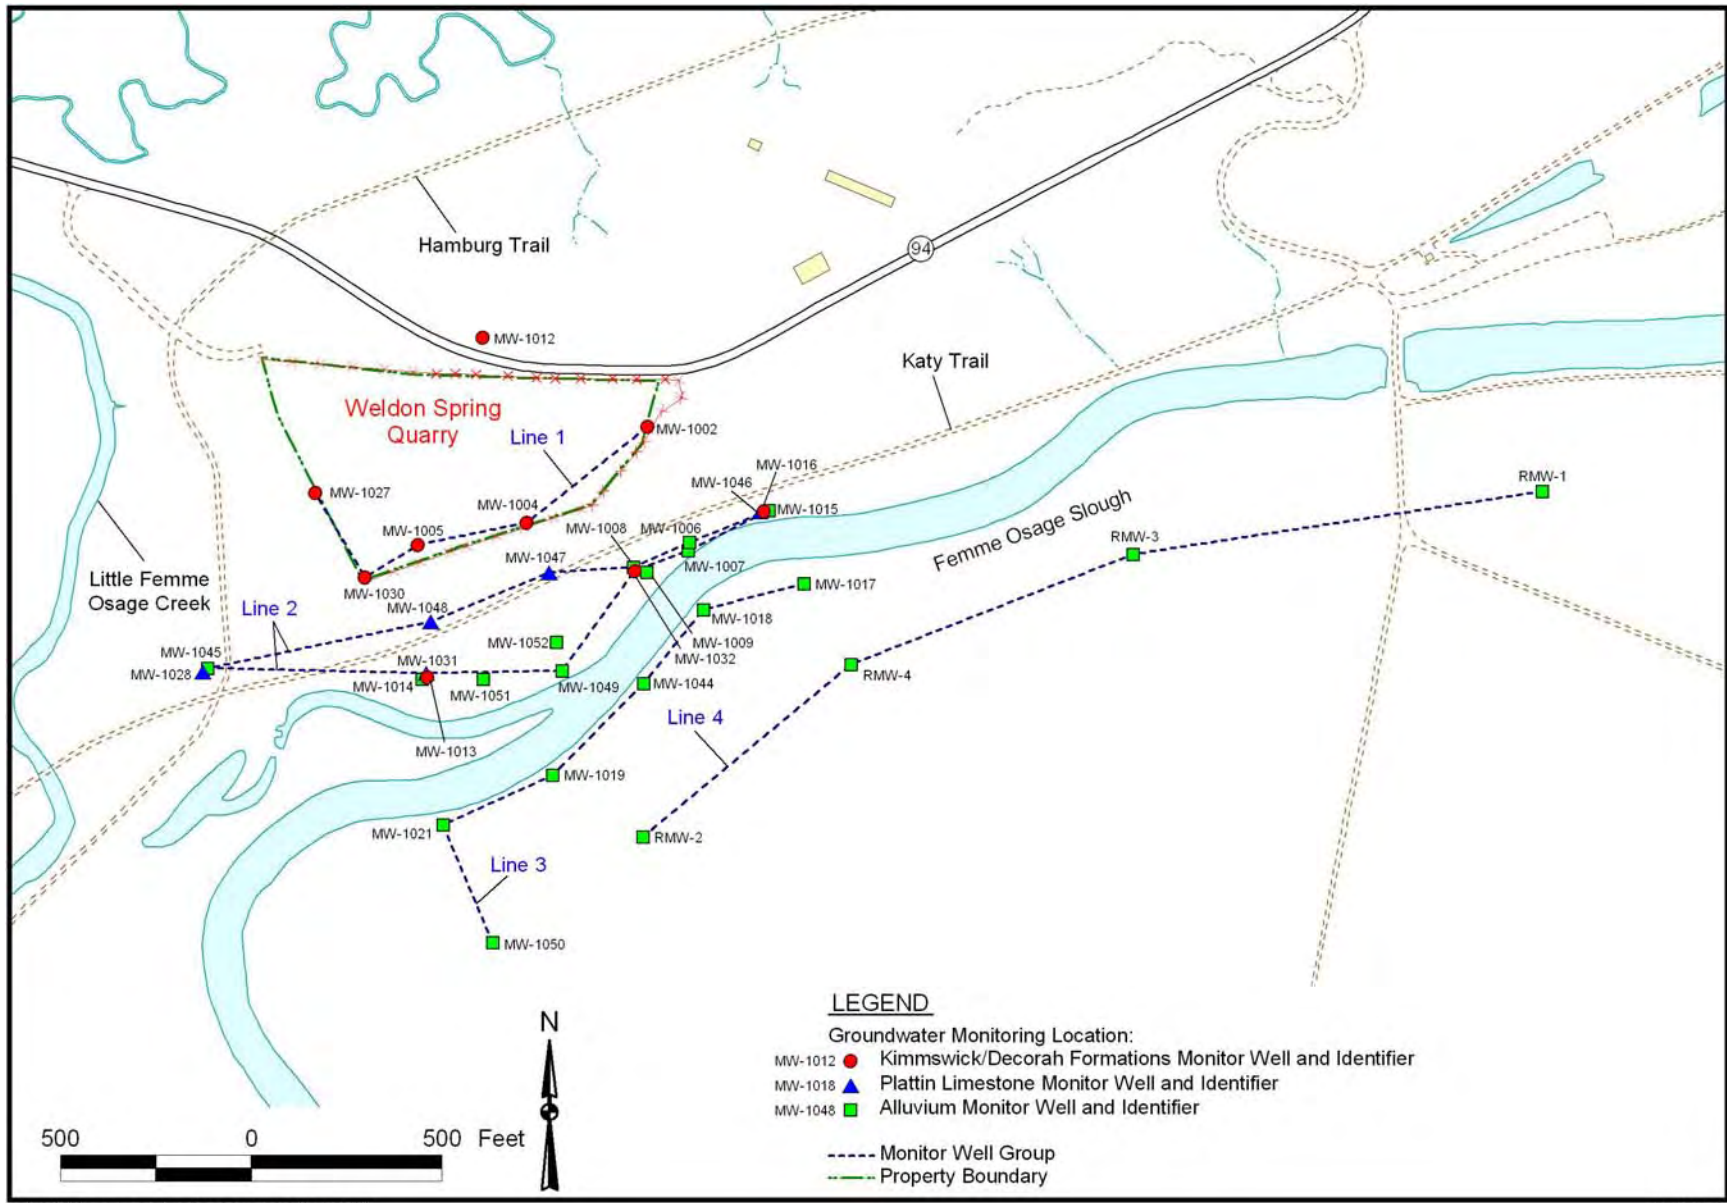 Hamburg Trail
94
MW-1012
Katy Trail
Weldon Spring
Quarry
Line 1
MW-1002
MW-1016
MW-1046
MW-1015
RMW-1
MW-1027
MW-1004
MW-1005
MW-1008
MW-1006
Femme Osage Slough
RMW-3
MW-1047
MW-1007
Little Femme
Osage Creek
MW-1030
MW-1017
Line 2
MW-1048
MW-1018
MW-1052
MW-1009
MW-1045
MW-1032
MW-1031
MW-1028
MW-1014
MW-1051
MW-1049
MW-1044
RMW-4
Line 4
MW-1013
MW-1019
MW-1021
RMW-2
Line 3
MW-1050
LEGEND
N
Groundwater Monitoring Location:
MW-1012 Kimmswick/Decorah Formations Monitor Well and Identifier
MW-1018 Plattin Limestone Monitor Well and Identifier
MW-1048 Alluvium Monitor Well and Identifier
500 0 500 Feet
Monitor Well Group
Property Boundary